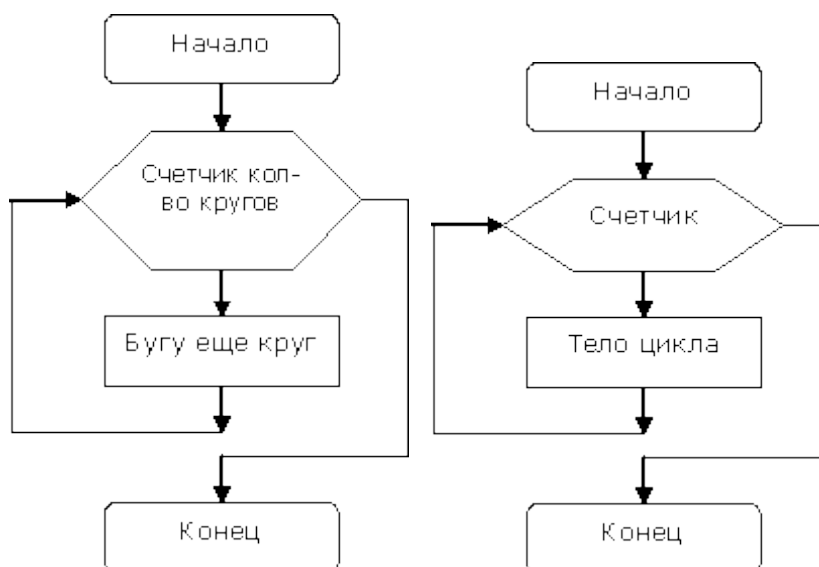 Начало
Счетчик кол-
во кругов
Бугу еще круг
Конец
Начало
Счетчик
Тело цикла
Конец